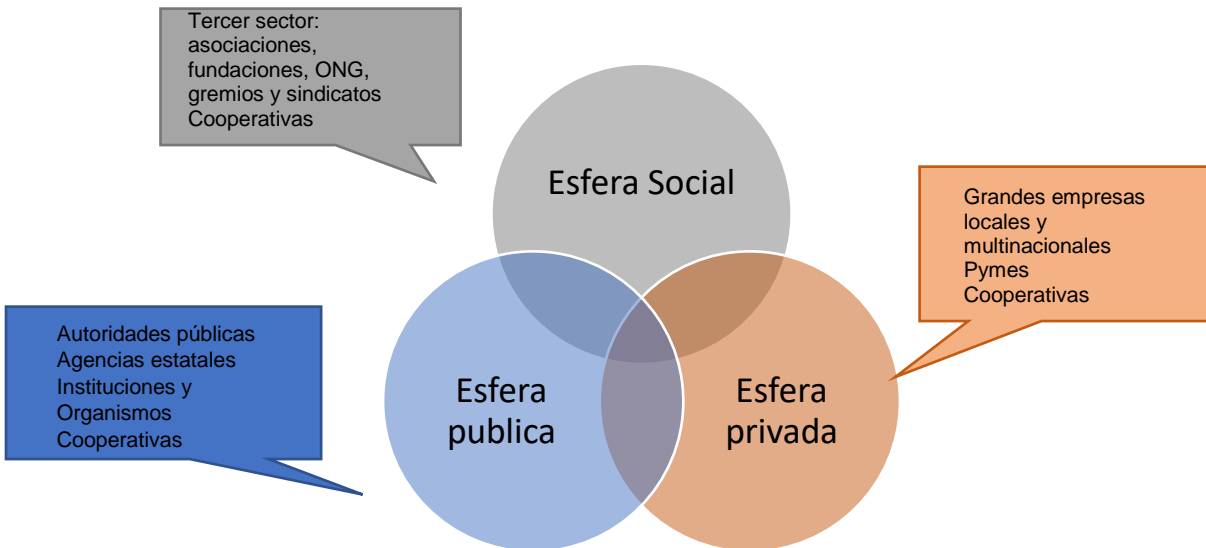 Tercer sector:
asociaciones,
fundaciones, ONG,
gremios y sindicatos
Cooperativas
Esfera Social
Grandes empresas
locales y
multinacionales
Pymes
Cooperativas
Autoridades públicas
Agencias estatales
Instituciones y
Organismos
Cooperativas
Esfera
publica
Esfera
privada